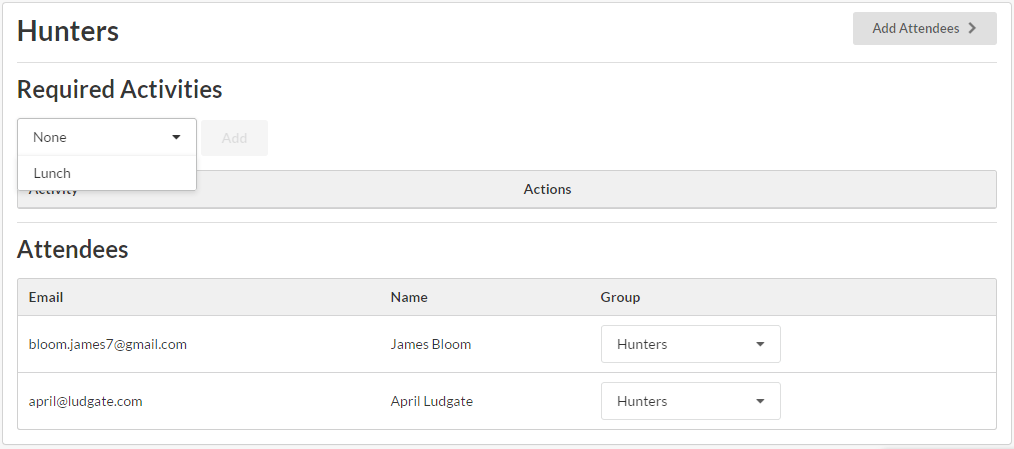 Hunters
Add Attendees
Required Activities
None
Add
Lunch
Activity
Actions
Attendees
Email Name Group
bloom.james7@gmail.com James Bloom Hunters
april@ludgate.com April Ludgate Hunters